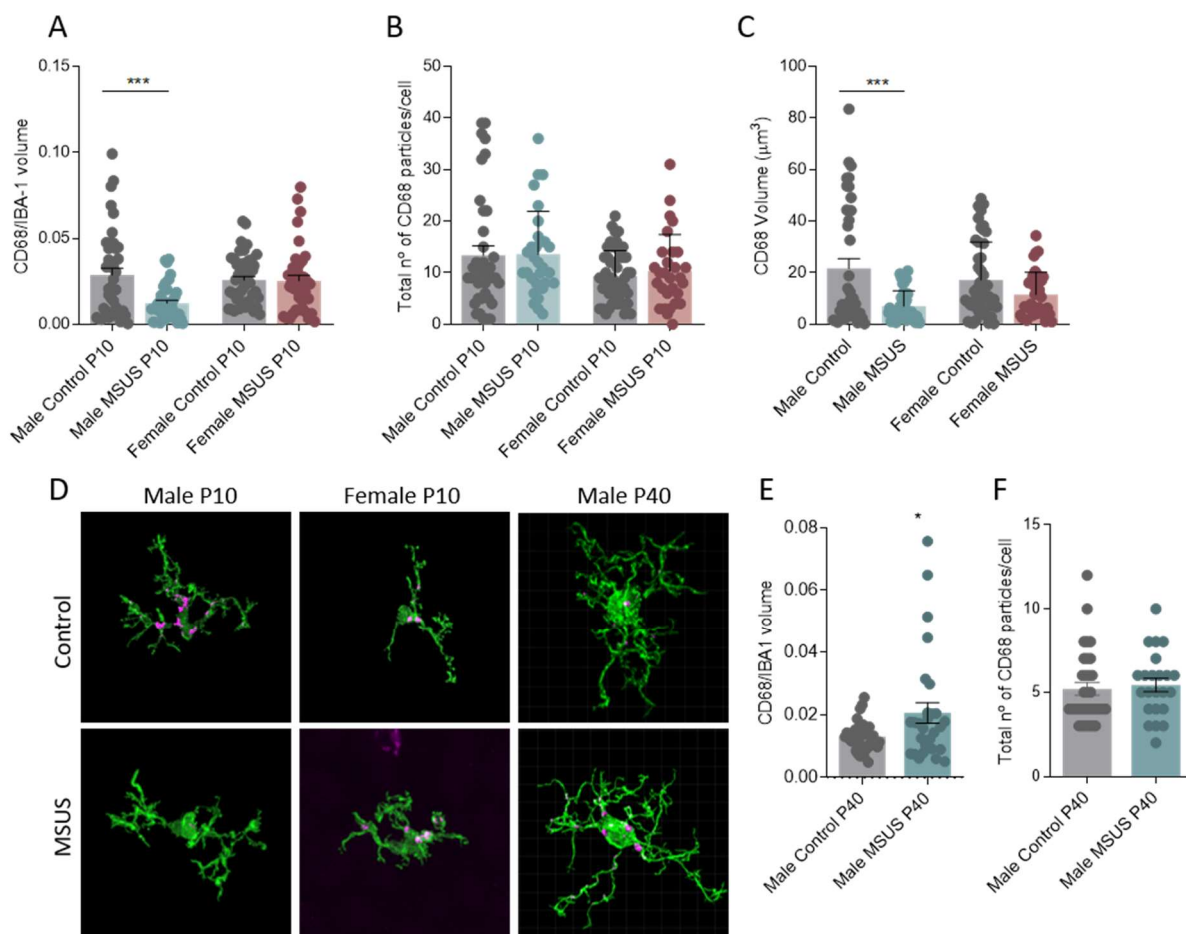 A
CD68/IBA-1 volume
0.15
0.10
0.05
0.00
***
Male Control P10
Male MSUS P10
Female Control P10
Female MSUS P10
B
Total nº of CD68 particles/cell
50
40
30
20
10
0
Male Control P10
Male MSUS P10
Female Control P10
Female MSUS P10
C
CD68 Volume (μm³)
100
80
60
40
20
0
***
Male Control
Male MSUS
Female Control
Female MSUS
D
Male P10
Female P10
Male P40
Control
MSUS
E
CD68/IBA1 volume
0.08
0.06
0.04
0.02
0.00
*
Male Control P40
Male MSUS P40
F
Total nº of CD68 particles/cell
15
10
5
0
Male Control P40
Male MSUS P40